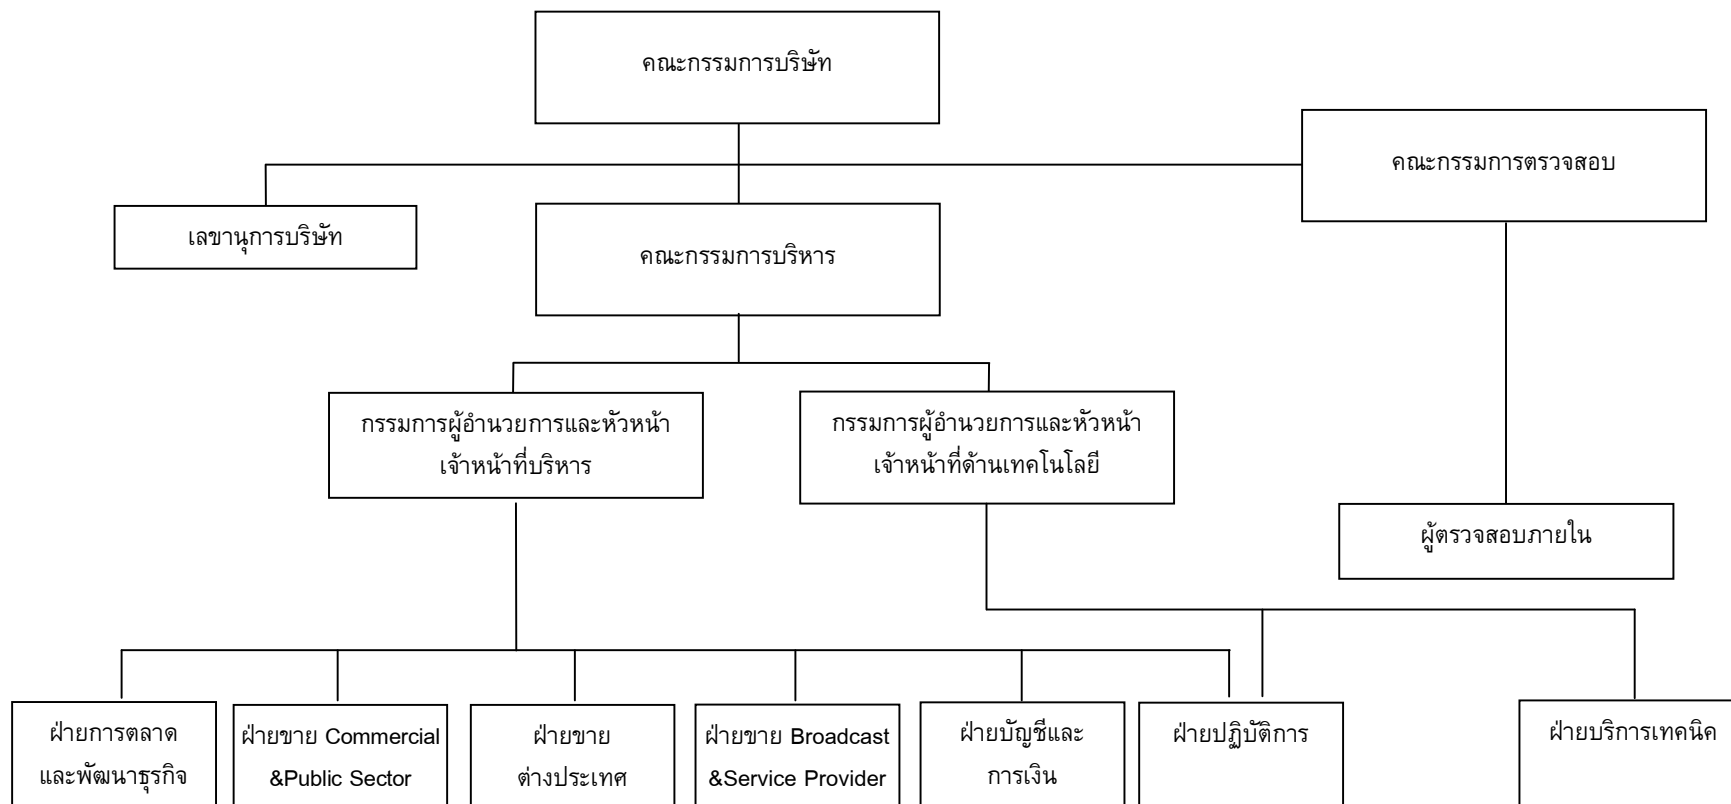 คณะกรรมการบริษัท
คณะกรรมการตรวจสอบ
เลขานุการบริษัท
คณะกรรมการบริหาร
กรรมการผู้อำนวยการและหัวหน้า
เจ้าหน้าที่บริหาร
กรรมการผู้อำนวยการและหัวหน้า
เจ้าหน้าที่ด้านเทคโนโลยี
ผู้ตรวจสอบภายใน
ฝ่ายการตลาด
และพัฒนาธุรกิจ
ฝ่ายขาย Commercial
&Public Sector
ฝ่ายขาย
ต่างประเทศ
ฝ่ายขาย Broadcast
&Service Provider
ฝ่ายบัญชีและ
การเงิน
ฝ่ายปฏิบัติการ
ฝ่ายบริการเทคนิค